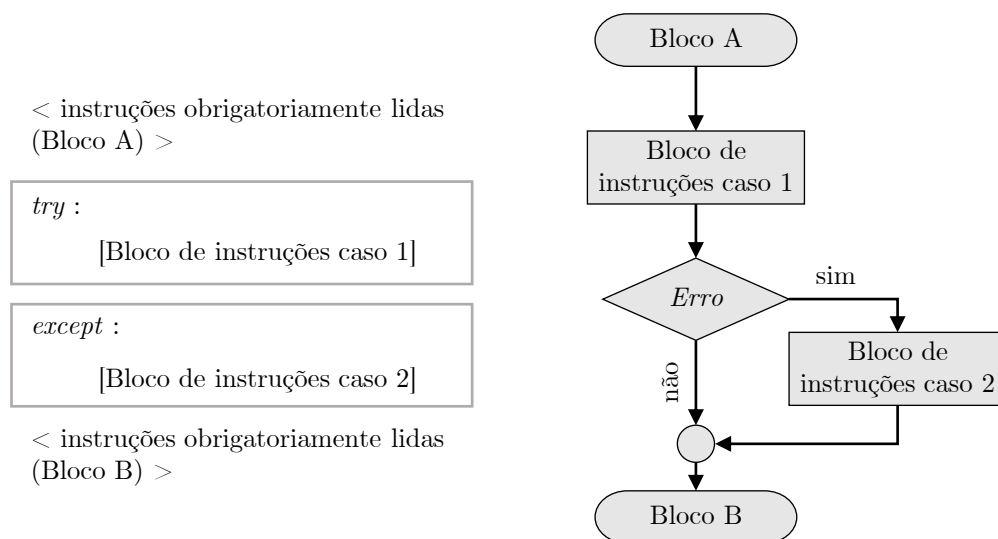 < instruções obrigatoriamente lidas
(Bloco A) >
try :
[Bloco de instruções caso 1]
except :
[Bloco de instruções caso 2]
< instruções obrigatoriamente lidas
(Bloco B) >
Bloco A
Bloco de
instruções caso 1
Erro
sim
não
Bloco de
instruções caso 2
Bloco B